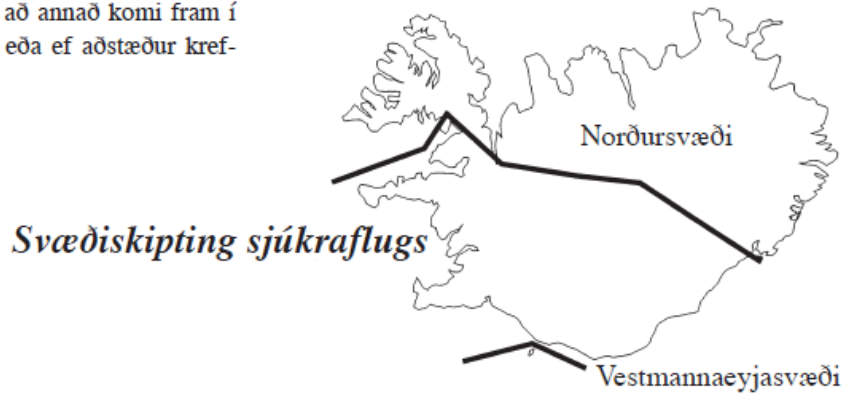 að annað komi fram í
eða ef aðstæður kref-
Norðursvæði
Svæðiskipting sjúkraflugs
Vestmannaeyjasvæði